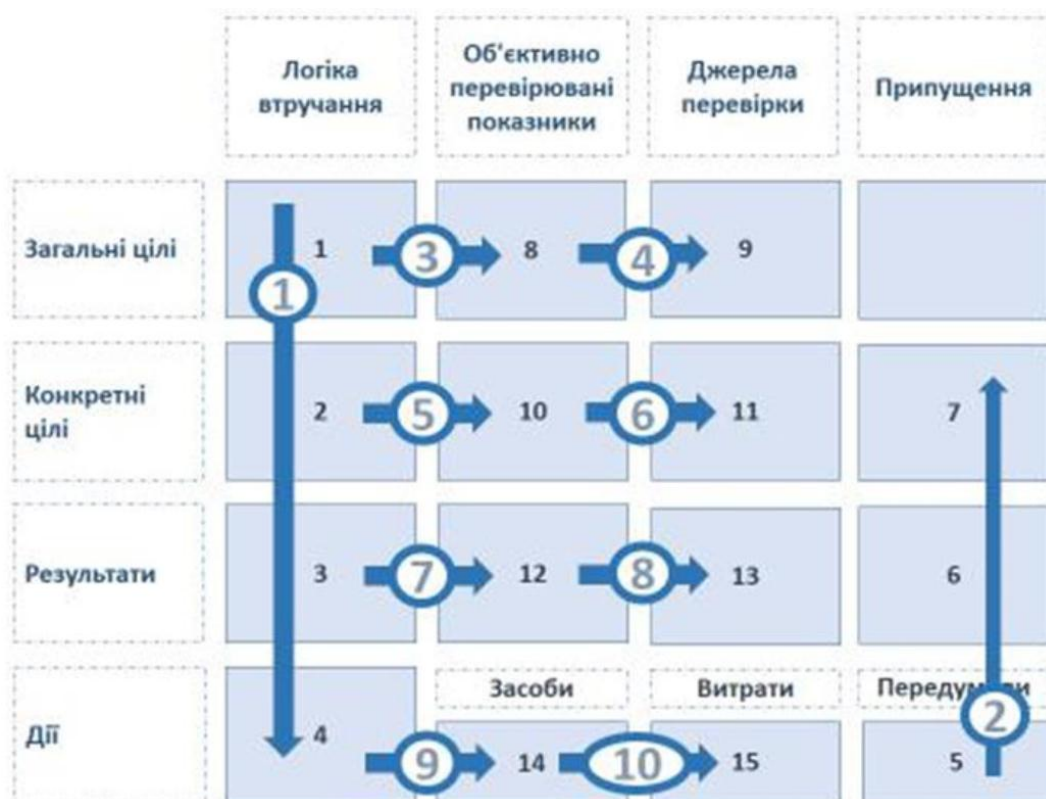 Логіка
втручання
Об'єктивно
перевірювані
показники
Джерела
перевірки
Припущення
Загальні цілі
1
3
8
4
9
1
Конкретні
цілі
2
5
10
6
11
7
Результати
3
7
12
8
13
6
Засоби
Витрати
Дії
4
9
14
10
15
2
5